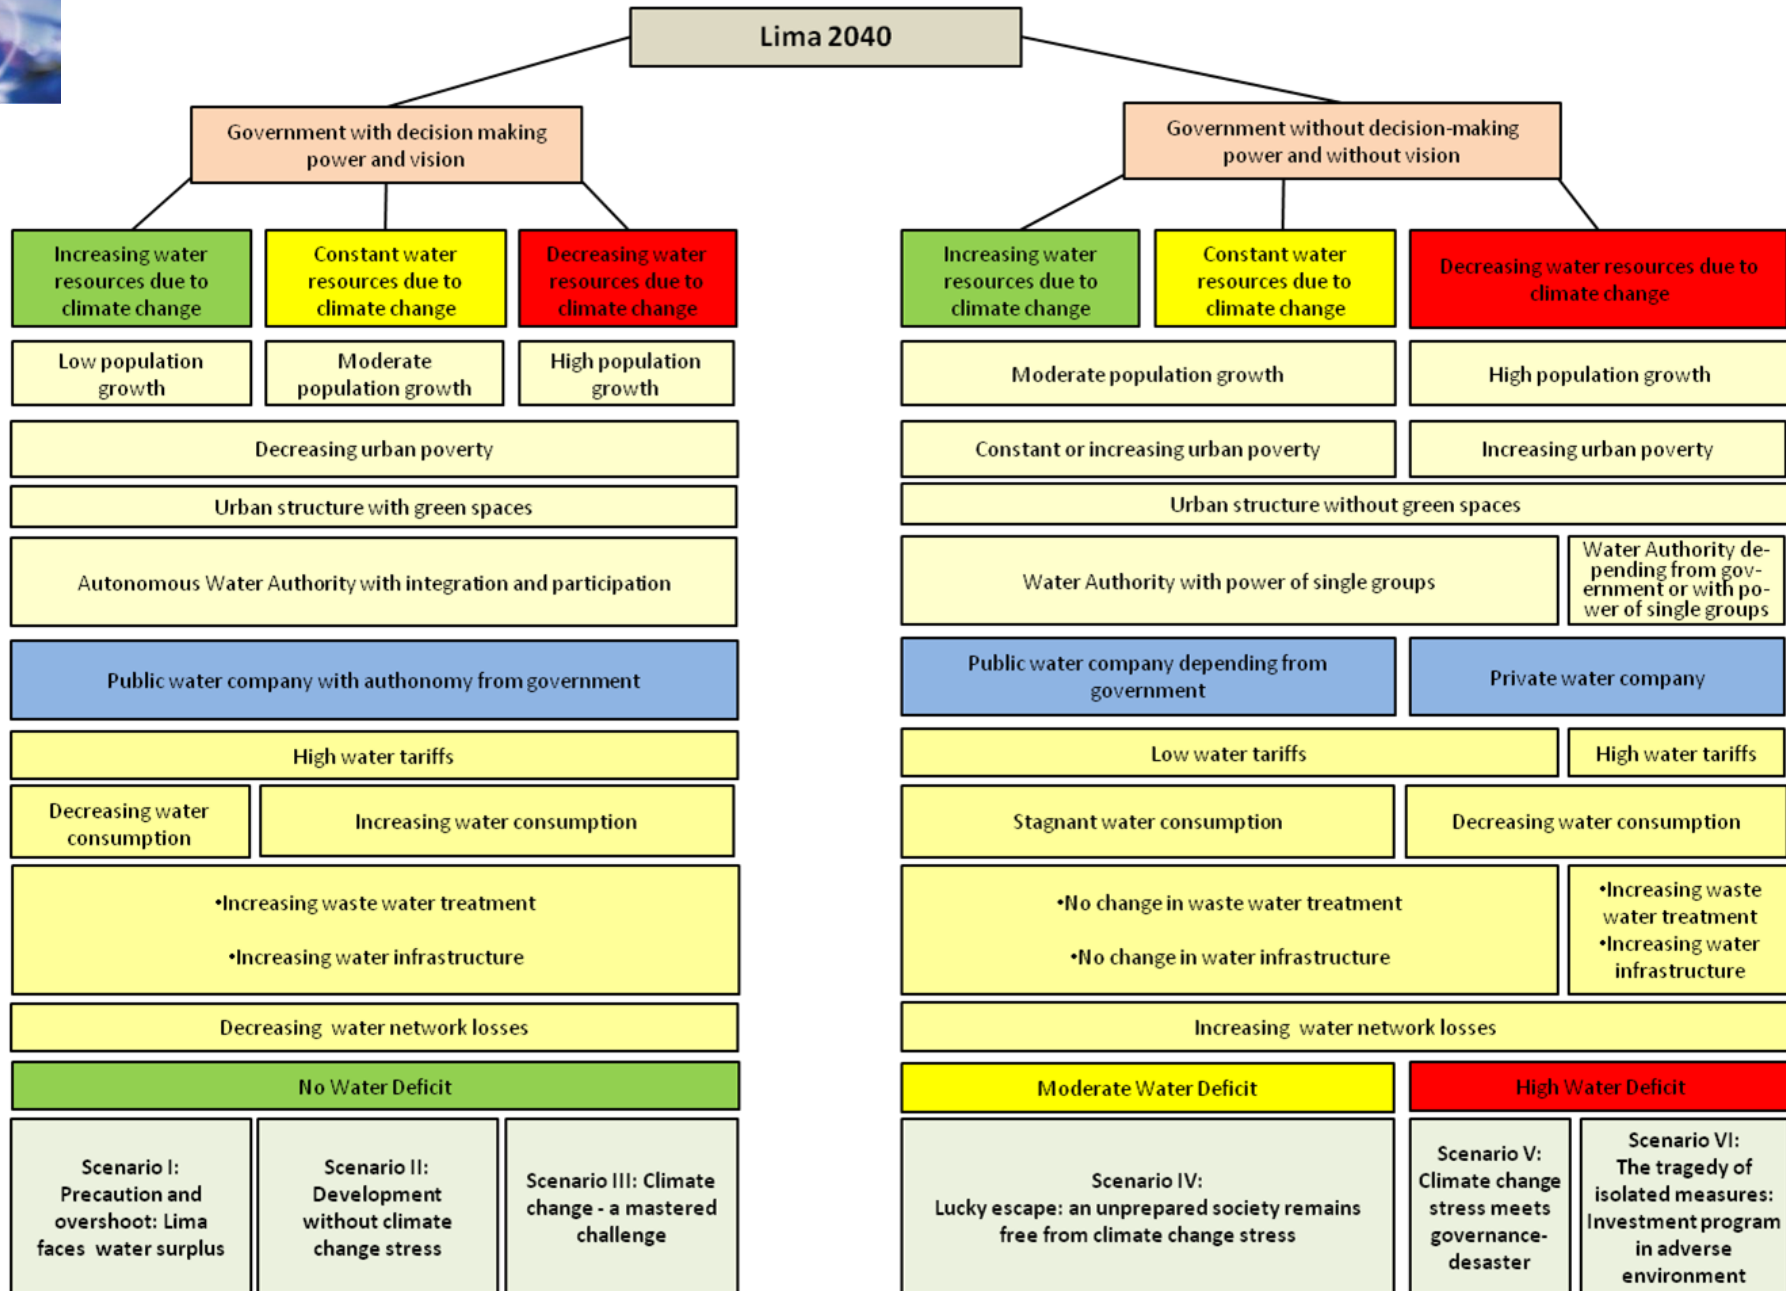 Lima 2040
Government with decision making
power and vision
Government without decision-making
power and without vision
Increasing water
resources due to
climate change
Constant water
resources due to
climate change
Decreasing water
resources due to
climate change
Increasing water
resources due to
climate change
Constant water
resources due to
climate change
Decreasing water resources due to
climate change
Low population
growth
Moderate
population growth
High population
growth
Moderate population growth
High population growth
Decreasing urban poverty
Constant or increasing urban poverty
Increasing urban poverty
Urban structure with green spaces
Urban structure without green spaces
Autonomous Water Authority with integration and participation
Water Authority with power of single groups
Water Authority de-
pending from gov-
ernment or with po-
wer of single groups
Public water company with authonomy from government
Public water company depending from
government
Private water company
High water tariffs
Low water tariffs
High water tariffs
Decreasing water
consumption
Increasing water consumption
Stagnant water consumption
Decreasing water consumption
•Increasing waste water treatment
•Increasing water infrastructure
•No change in waste water treatment
•No change in water infrastructure
•Increasing waste
water treatment
•Increasing water
infrastructure
Decreasing water network losses
Increasing water network losses
No Water Deficit
Moderate Water Deficit
High Water Deficit
Scenario I:
Precaution and
overshoot: Lima
faces water surplus
Scenario II:
Development
without climate
change stress
Scenario III: Climate
change - a mastered
challenge
Scenario IV:
Lucky escape: an unprepared society remains
free from climate change stress
Scenario V:
Climate change
stress meets
governance-
desaster
Scenario VI:
The tragedy of
isolated measures:
Investment program
in adverse
environment